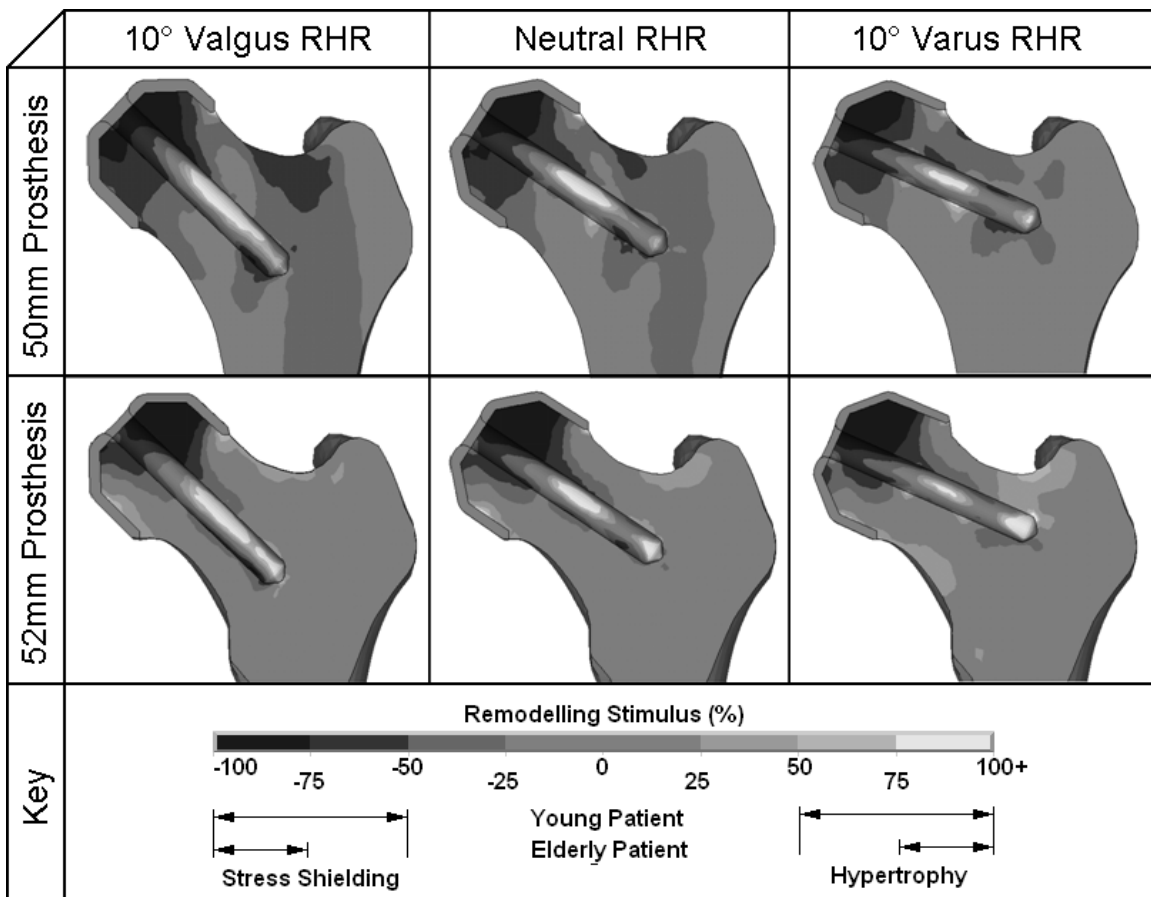 10° Valgus RHR
Neutral RHR
10° Varus RHR
50mm Prosthesis
52mm Prosthesis
Key
Remodelling Stimulus (%)
-100 -75 -50 -25 0 25 50 75 100+
Young Patient
Elderly Patient
Stress Shielding
Hypertrophy